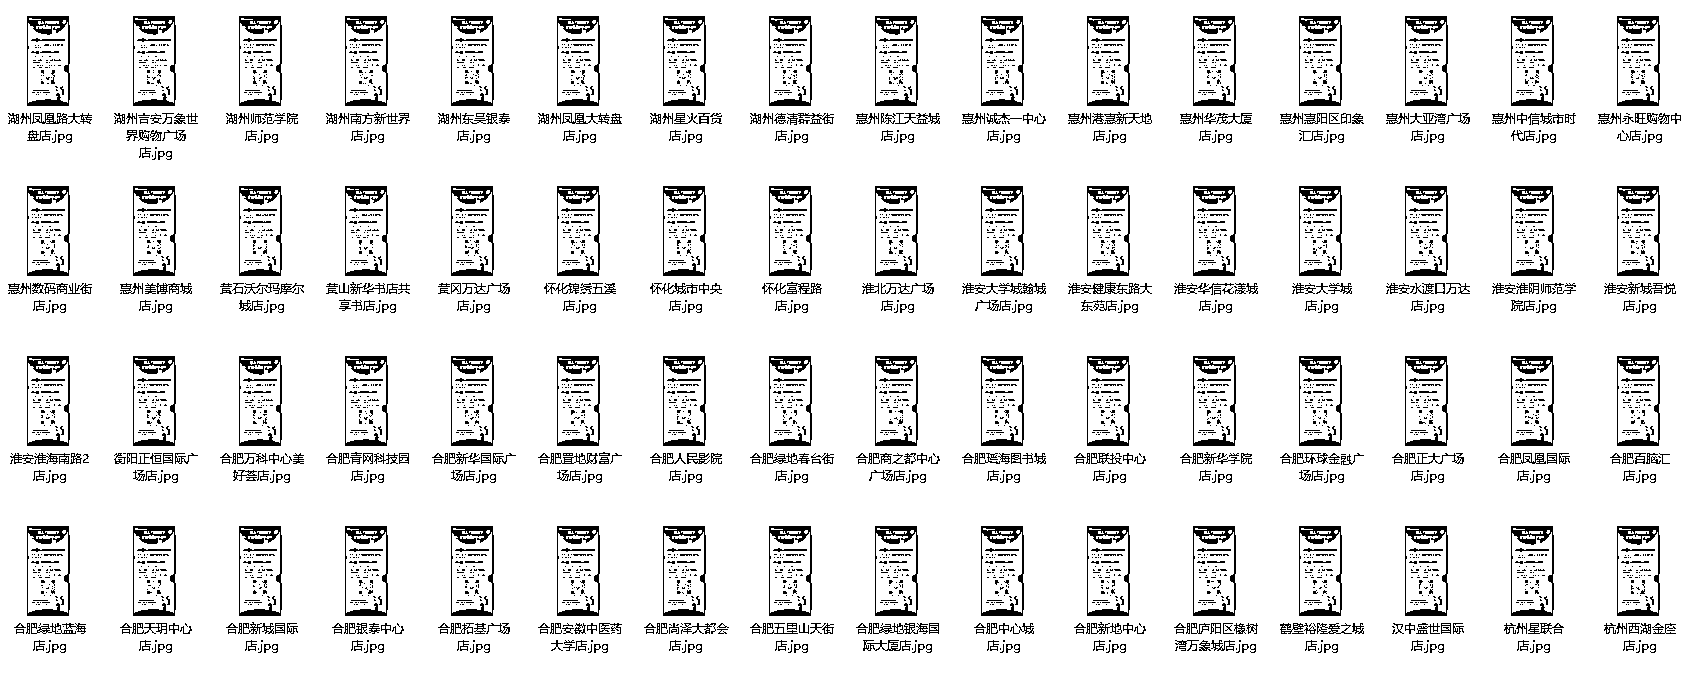 湖州凤凰路大转
盘店.jpg
湖州吉安万象世
界购物广场
店.jpg
湖州师范学院
店.jpg
湖州南方新世界
店.jpg
湖州东吴银泰
店.jpg
湖州凤凰大转盘
店.jpg
湖州星火百货
店.jpg
湖州德清群益街
店.jpg
惠州陈江天益城
店.jpg
惠州诚杰一中心
店.jpg
惠州港惠新天地
店.jpg
惠州华茂大厦
店.jpg
惠州惠阳区印象
汇店.jpg
惠州大亚湾广场
店.jpg
惠州中信城市时
代店.jpg
惠州永旺购物中
心店.jpg
惠州数码商业街
店.jpg
惠州美博商城
店.jpg
黄石沃尔玛摩尔
城店.jpg
黄山新华书店共
享书店.jpg
黄冈万达广场
店.jpg
怀化锦绣五溪
店.jpg
怀化城市中央
店.jpg
怀化富程路
店.jpg
淮北万达广场
店.jpg
淮安大学城翰城
广场店.jpg
淮安健康东路大
东苑店.jpg
淮安华信花漾城
店.jpg
淮安大学城
店.jpg
淮安水渡口万达
店.jpg
淮安淮阴师范学
院店.jpg
淮安新城吾悦
店.jpg
淮安淮海南路2
店.jpg
衡阳正恒国际广
场店.jpg
合肥万科中心美
好荟店.jpg
合肥青网科技园
店.jpg
合肥新华国际广
场店.jpg
合肥置地财富广
场店.jpg
合肥人民影院
店.jpg
合肥绿地春台街
店.jpg
合肥商之都中心
广场店.jpg
合肥瑶海图书城
店.jpg
合肥联投中心
店.jpg
合肥新华学院
店.jpg
合肥环球金融广
场店.jpg
合肥正大广场
店.jpg
合肥凤凰国际
店.jpg
合肥百脑汇
店.jpg
合肥绿地蓝海
店.jpg
合肥天玥中心
店.jpg
合肥新城国际
店.jpg
合肥银泰中心
店.jpg
合肥拓基广场
店.jpg
合肥安徽中医药
大学店.jpg
合肥尚泽大都会
店.jpg
合肥五里山天街
店.jpg
合肥绿地银海国
际大厦店.jpg
合肥中心城
店.jpg
合肥新地中心
店.jpg
合肥庐阳区橡树
湾万象城店.jpg
鹤壁裕隆爱之城
店.jpg
汉中盛世国际
店.jpg
杭州星联合
店.jpg
杭州西湖金座
店.jpg